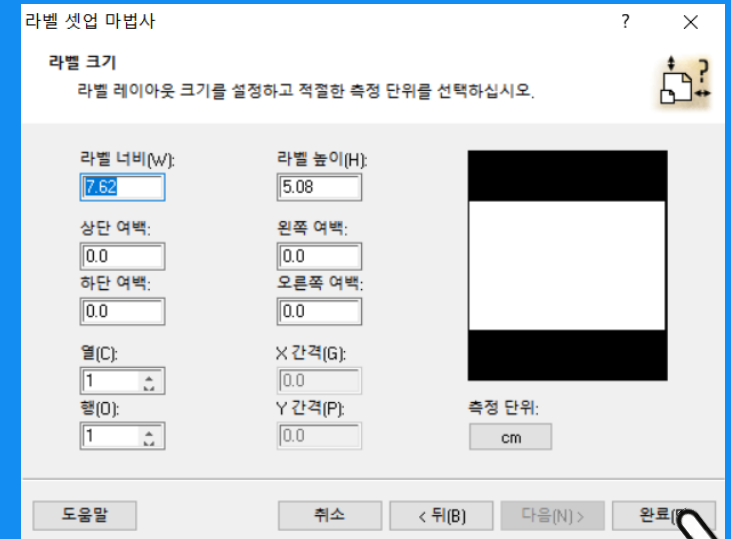 라벨 셋업 마법사 ?
라벨 크기
라벨 레이아웃 크기를 설정하고 적절한 측정 단위를 선택하십시오.
?
라벨 너비(W): 라벨 높이(H):
7.62 5.08
상단 여백: 왼쪽 여백:
0.0 0.0
하단 여백: 오른쪽 여백:
0.0 0.0
열(C): X 간격(G):
1 0.0
행(O): Y 간격(P): 측정 단위:
1 0.0 cm
도움말 취소 < 뒤(B) 다음(N) > 완료